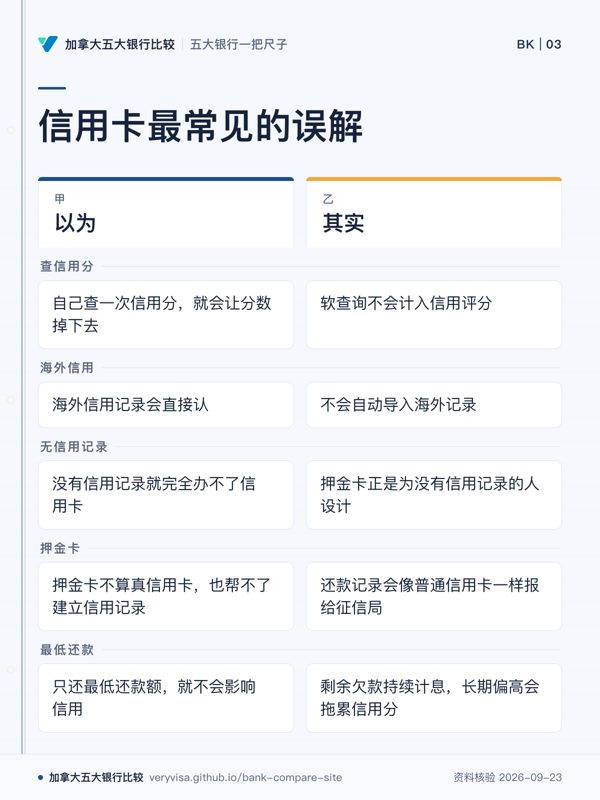 加拿大五大银行比较 | 五大银行一把尺子
BK | 03
信用卡最常见的误解
甲
以为
乙
其实
查信用分
自己查一次信用分，就会让分数
掉下去
软查询不会计入信用评分
海外信用
海外信用记录会直接认
不会自动导入海外记录
无信用记录
没有信用记录就完全办不了信
用卡
押金卡正是为没有信用记录的人
设计
押金卡
押金卡不算真信用卡，也帮不了
建立信用记录
还款记录会像普通信用卡一样报
给征信局
最低还款
只还最低还款额，就不会影响
信用
剩余欠款持续计息，长期偏高会
拖累信用分
加拿大五大银行比较 veryvisa.github.io/bank-compare-site
资料核验 2026-09-23